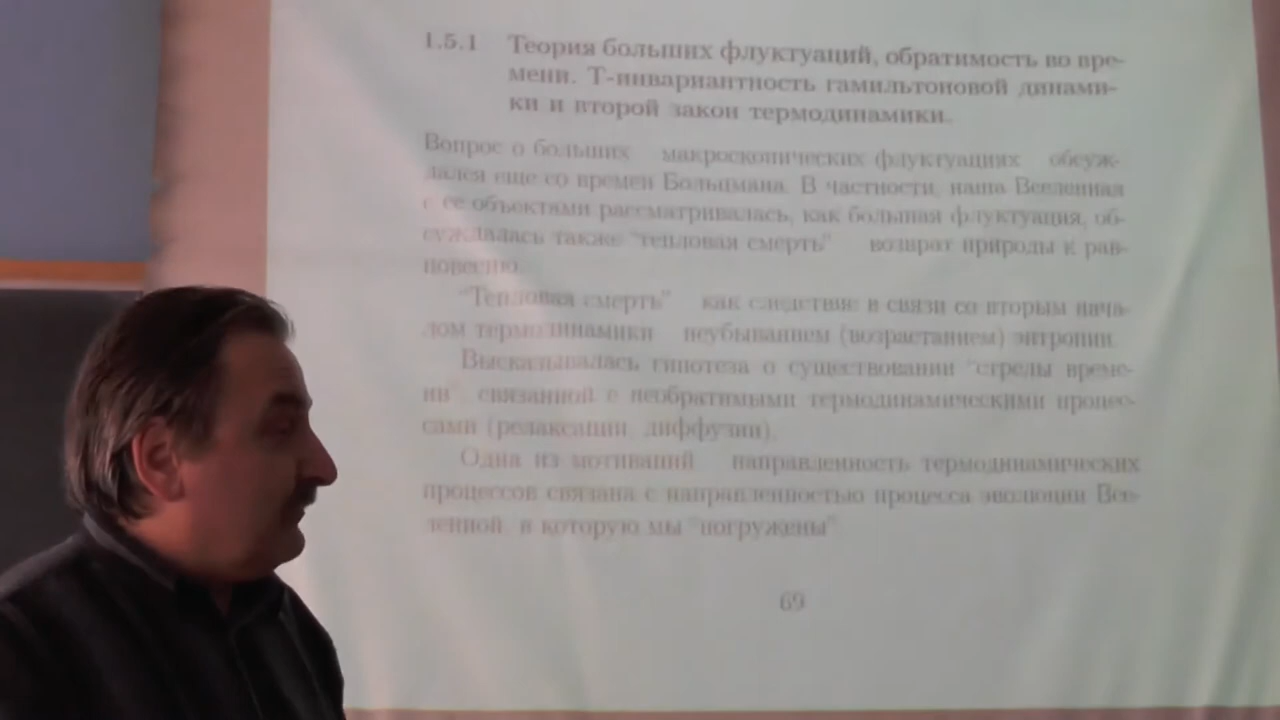 1.5.1 Теория больших флуктуаций, обратимость во вре-
мени. Т-инвариантность гамильтоновой динами-
ки и второй закон термодинамики.
Вопрос о больших макроскопических флуктуациях обсуж-
дался еще со времен Больцмана. В частности, наша Вселенная
с ее объектами рассматривалась, как большая флуктуация, об-
суждалась также "тепловая смерть" возврат природы к рав-
новесию.
"Тепловая смерть" как следствие в связи со вторым нача-
лом термодинамики неубыванием (возрастанием) энтропии.
Высказывалась гипотеза о существовании "стрелы време-
ни", связанной с необратимыми термодинамическими процес-
сами (релаксации, диффузии).
Одна из мотиваций направленность термодинамических
процессов связана с направленностью процесса эволюции Все-
ленной, в которую мы "погружены"
69